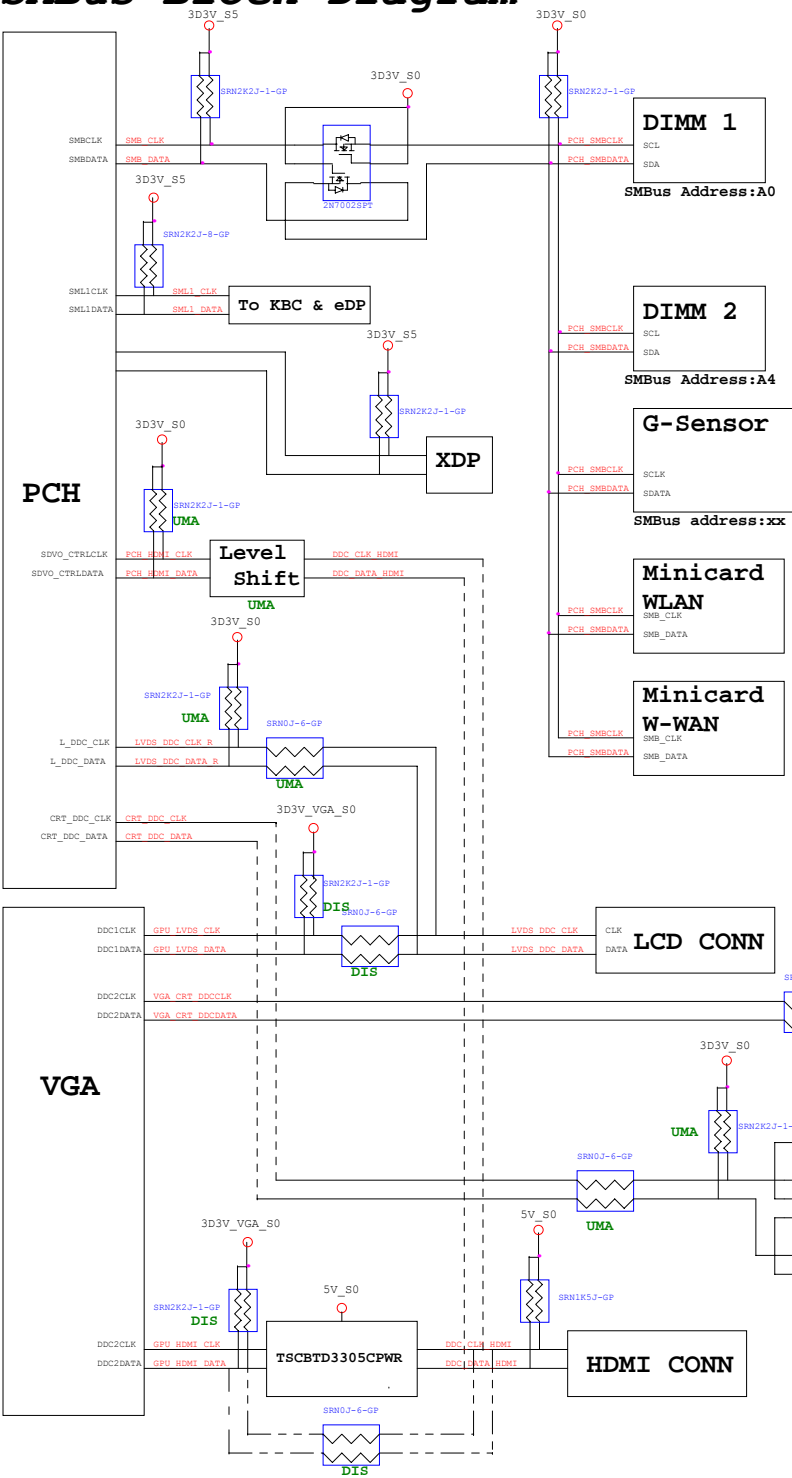 SMBus Block Diagram
3D3V_S5
3D3V_S0
SRN2K2J-1-GP
3D3V_S0
SRN2K2J-1-GP
DIMM 1
SMBCLK
SMB_CLK
PCH_SMBCLK
SCL
SMBDATA
SMB_DATA
PCH_SMBDATA
SDA
3D3V_S5
SMBus Address:A0
2N7002SPT
SRN2K2J-8-GP
SML1CLK
SML1_CLK
SML1DATA
SML1_DATA
To KBC & eDP
DIMM 2
PCH_SMBCLK
SCL
3D3V_S5
PCH_SMBDATA
SDA
SMBus Address:A4
SRN2K2J-1-GP
G-Sensor
3D3V_S0
XDP
PCH_SMBCLK
SCLK
PCH
PCH_SMBDATA
SDATA
SRN2K2J-1-GP
UMA
SMBus address:xx
SDVO_CTRLCLK
PCH_HDMI_CLK
Level
Shift
DDC_CLK_HDMI
SDVO_CTRLDATA
PCH_HDMI_DATA
DDC_DATA_HDMI
UMA
Minicard
WLAN
PCH_SMBCLK
SMB_CLK
PCH_SMBDATA
SMB_DATA
3D3V_S0
SRN2K2J-1-GP
UMA
SRN0J-6-GP
Minicard
W-WAN
PCH_SMBCLK
SMB_CLK
PCH_SMBDATA
SMB_DATA
L_DDC_CLK
LVDS_DDC_CLK_R
L_DDC_DATA
LVDS_DDC_DATA_R
UMA
3D3V_VGA_S0
CRT_DDC_CLK
CRT_DDC_CLK
CRT_DDC_DATA
CRT_DDC_DATA
SRN2K2J-1-GP
DIS
SRN0J-6-GP
DDC1CLK
GPU_LVDS_CLK
LVDS_DDC_CLK
CLK
DDC1DATA
GPU_LVDS_DATA
LVDS_DDC_DATA
DATA
LCD CONN
DIS
DDC2CLK
VGA_CRT_DDCCLK
DDC2DATA
VGA_CRT_DDCDATA
3D3V_S0
VGA
UMA
SRN2K2J-1-
SRN0J-6-GP
UMA
3D3V_VGA_S0
5V_S0
5V_S0
SRN2K2J-1-GP
DIS
SRN1K5J-GP
DDC2CLK
GPU_HDMI_CLK
DDC_CLK_HDMI
DDC2DATA
GPU_HDMI_DATA
TSCBTD3305CPWR
DDC_DATA_HDMI
HDMI CONN
SRN0J-6-GP
DIS